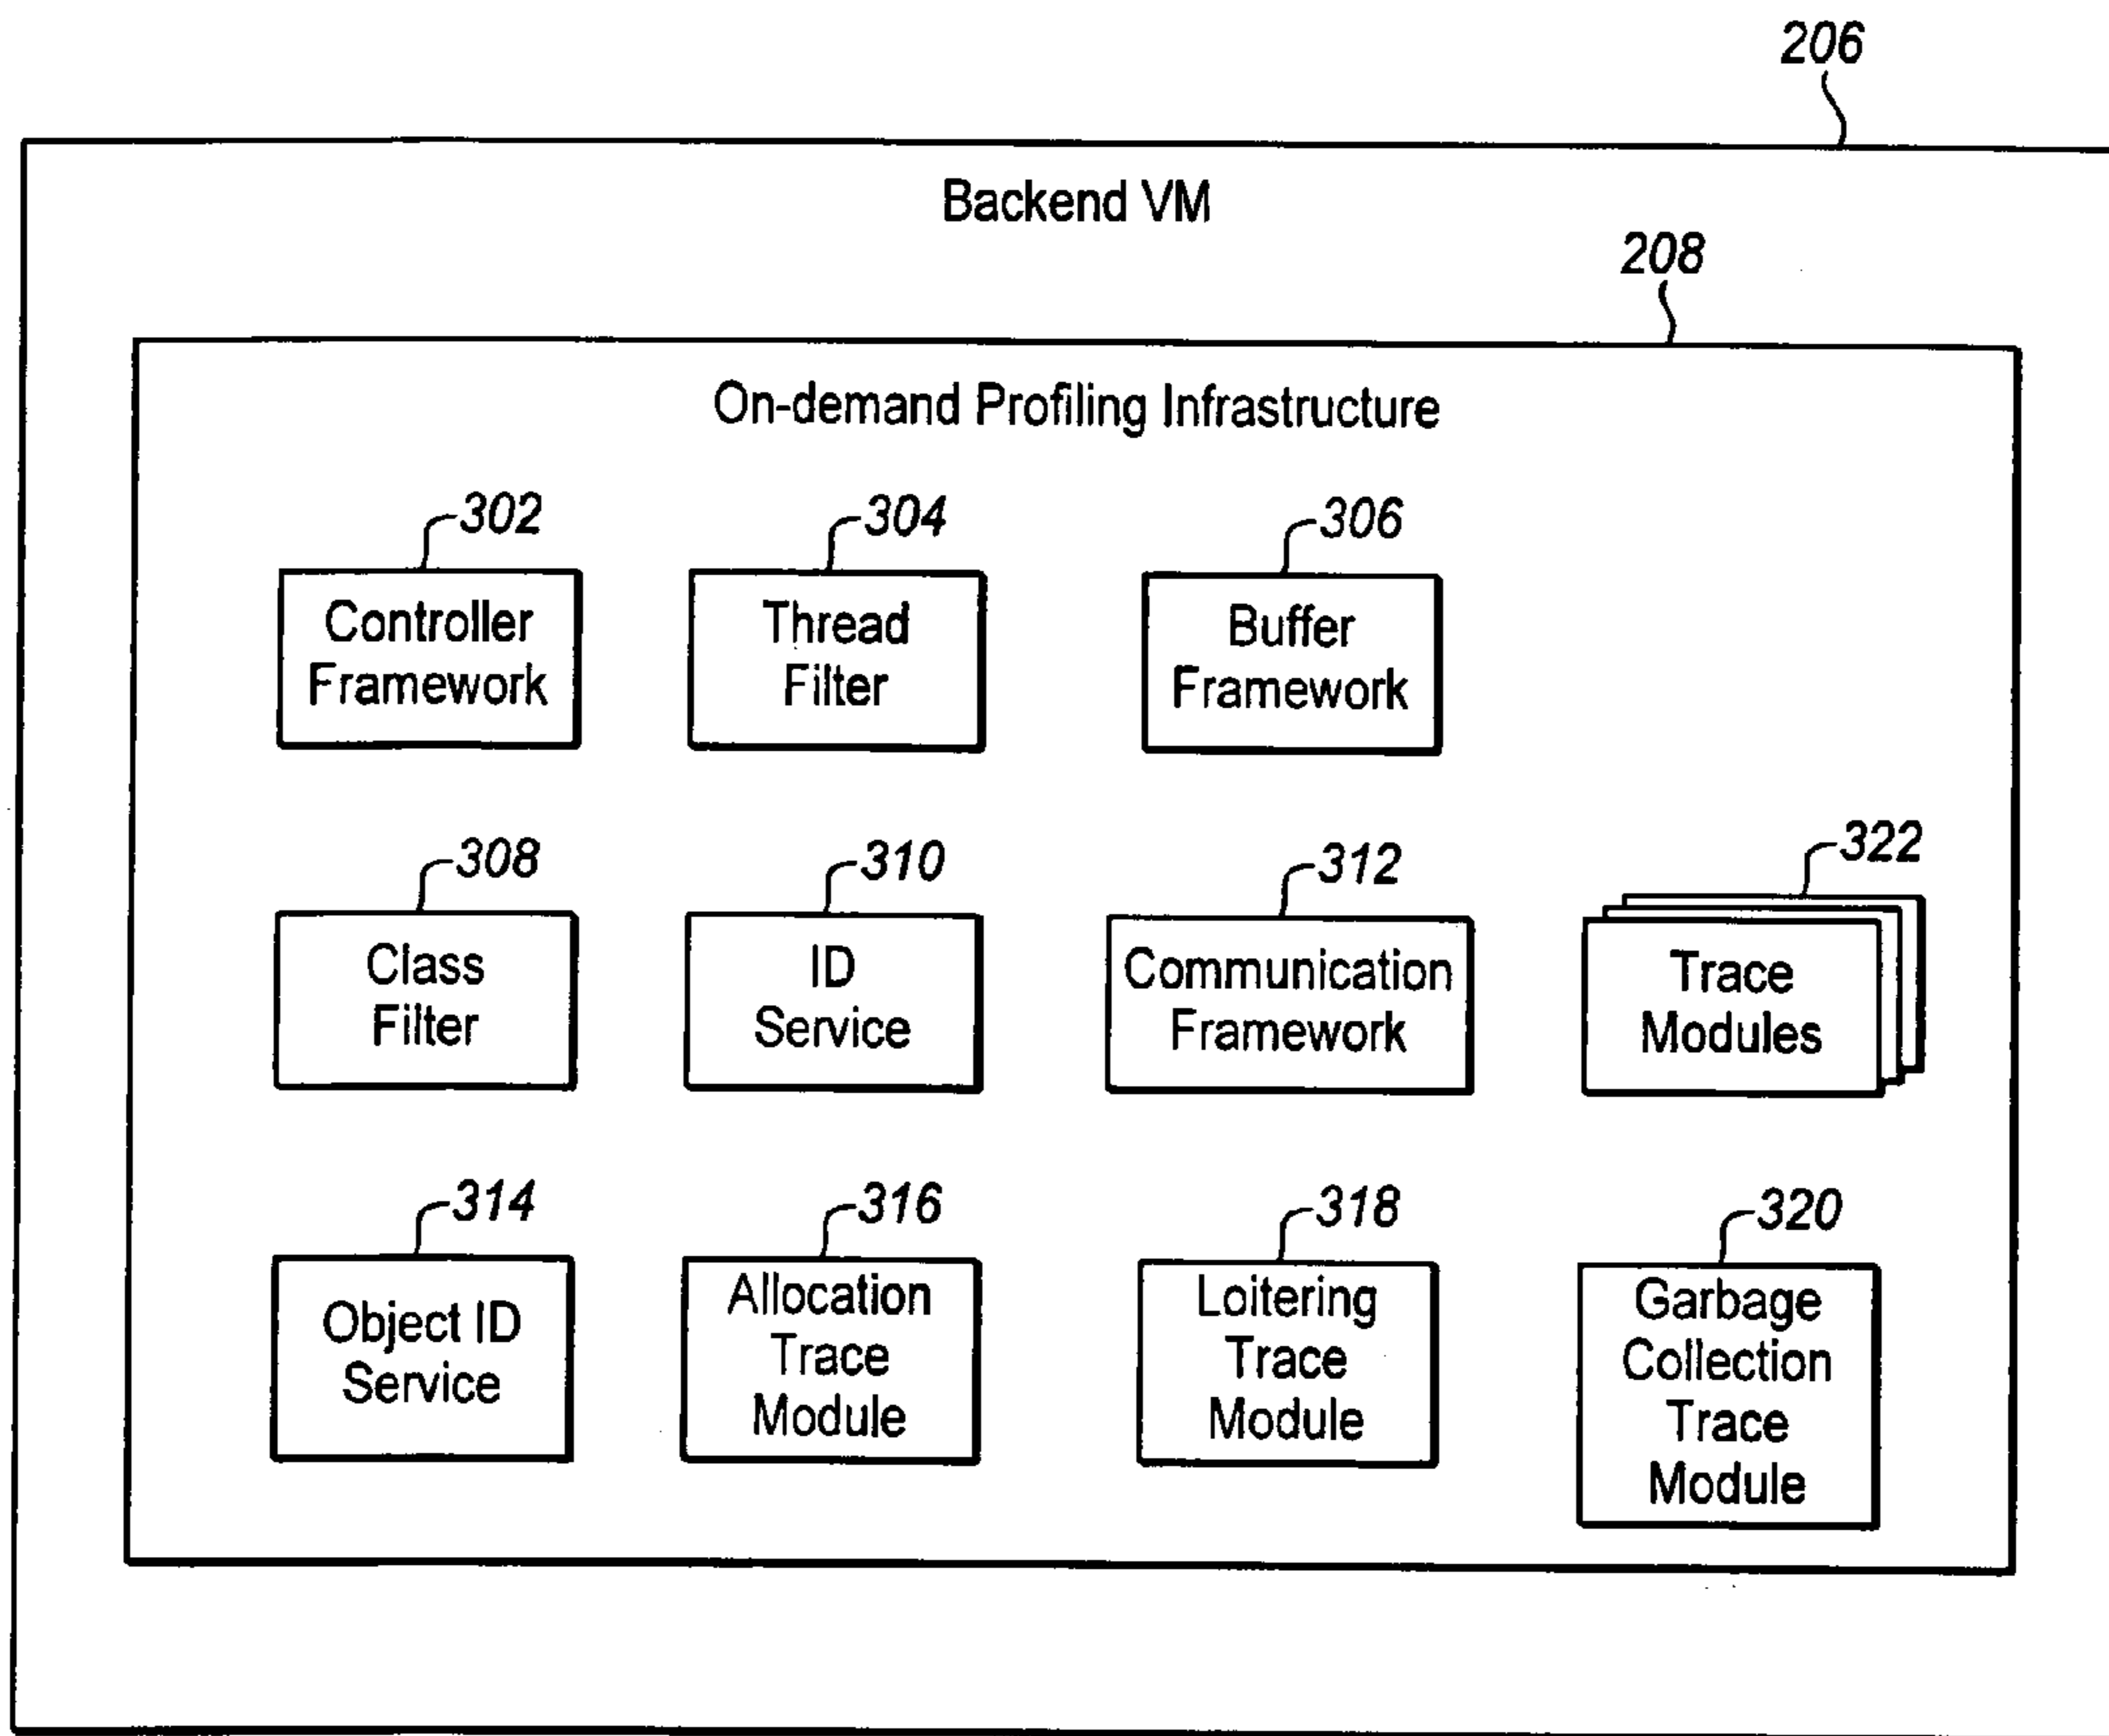 206
Backend VM
208
On-demand Profiling Infrastructure
302
304
306
Controller
Framework
Thread
Filter
Buffer
Framework
308
310
312
322
Class
Filter
ID
Service
Communication
Framework
Trace
Modules
314
316
318
320
Object ID
Service
Allocation
Trace
Module
Loitering
Trace
Module
Garbage
Collection
Trace
Module